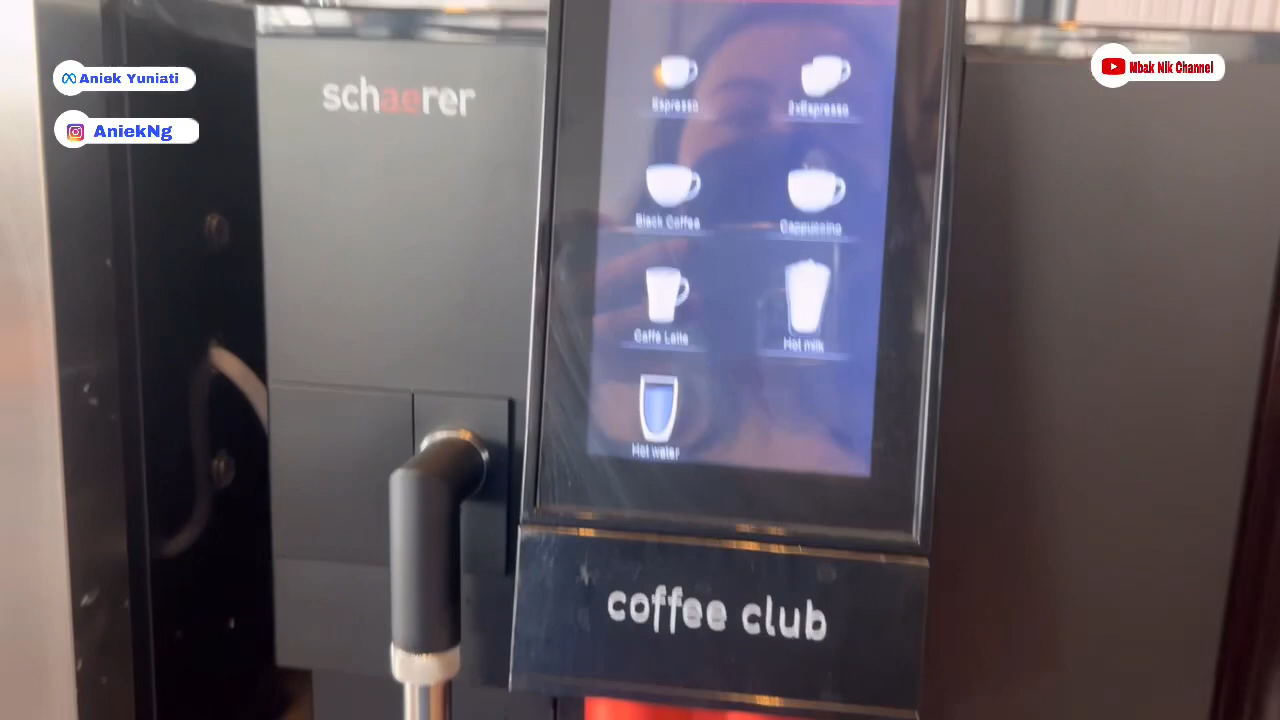 Aniek Yuniati
AniekNg
Mbak Nik Channel
schaerer
Espresso
2xEspresso
Black Coffee
Cappuccino
Caffè Latte
Hot milk
Hot water
coffee club